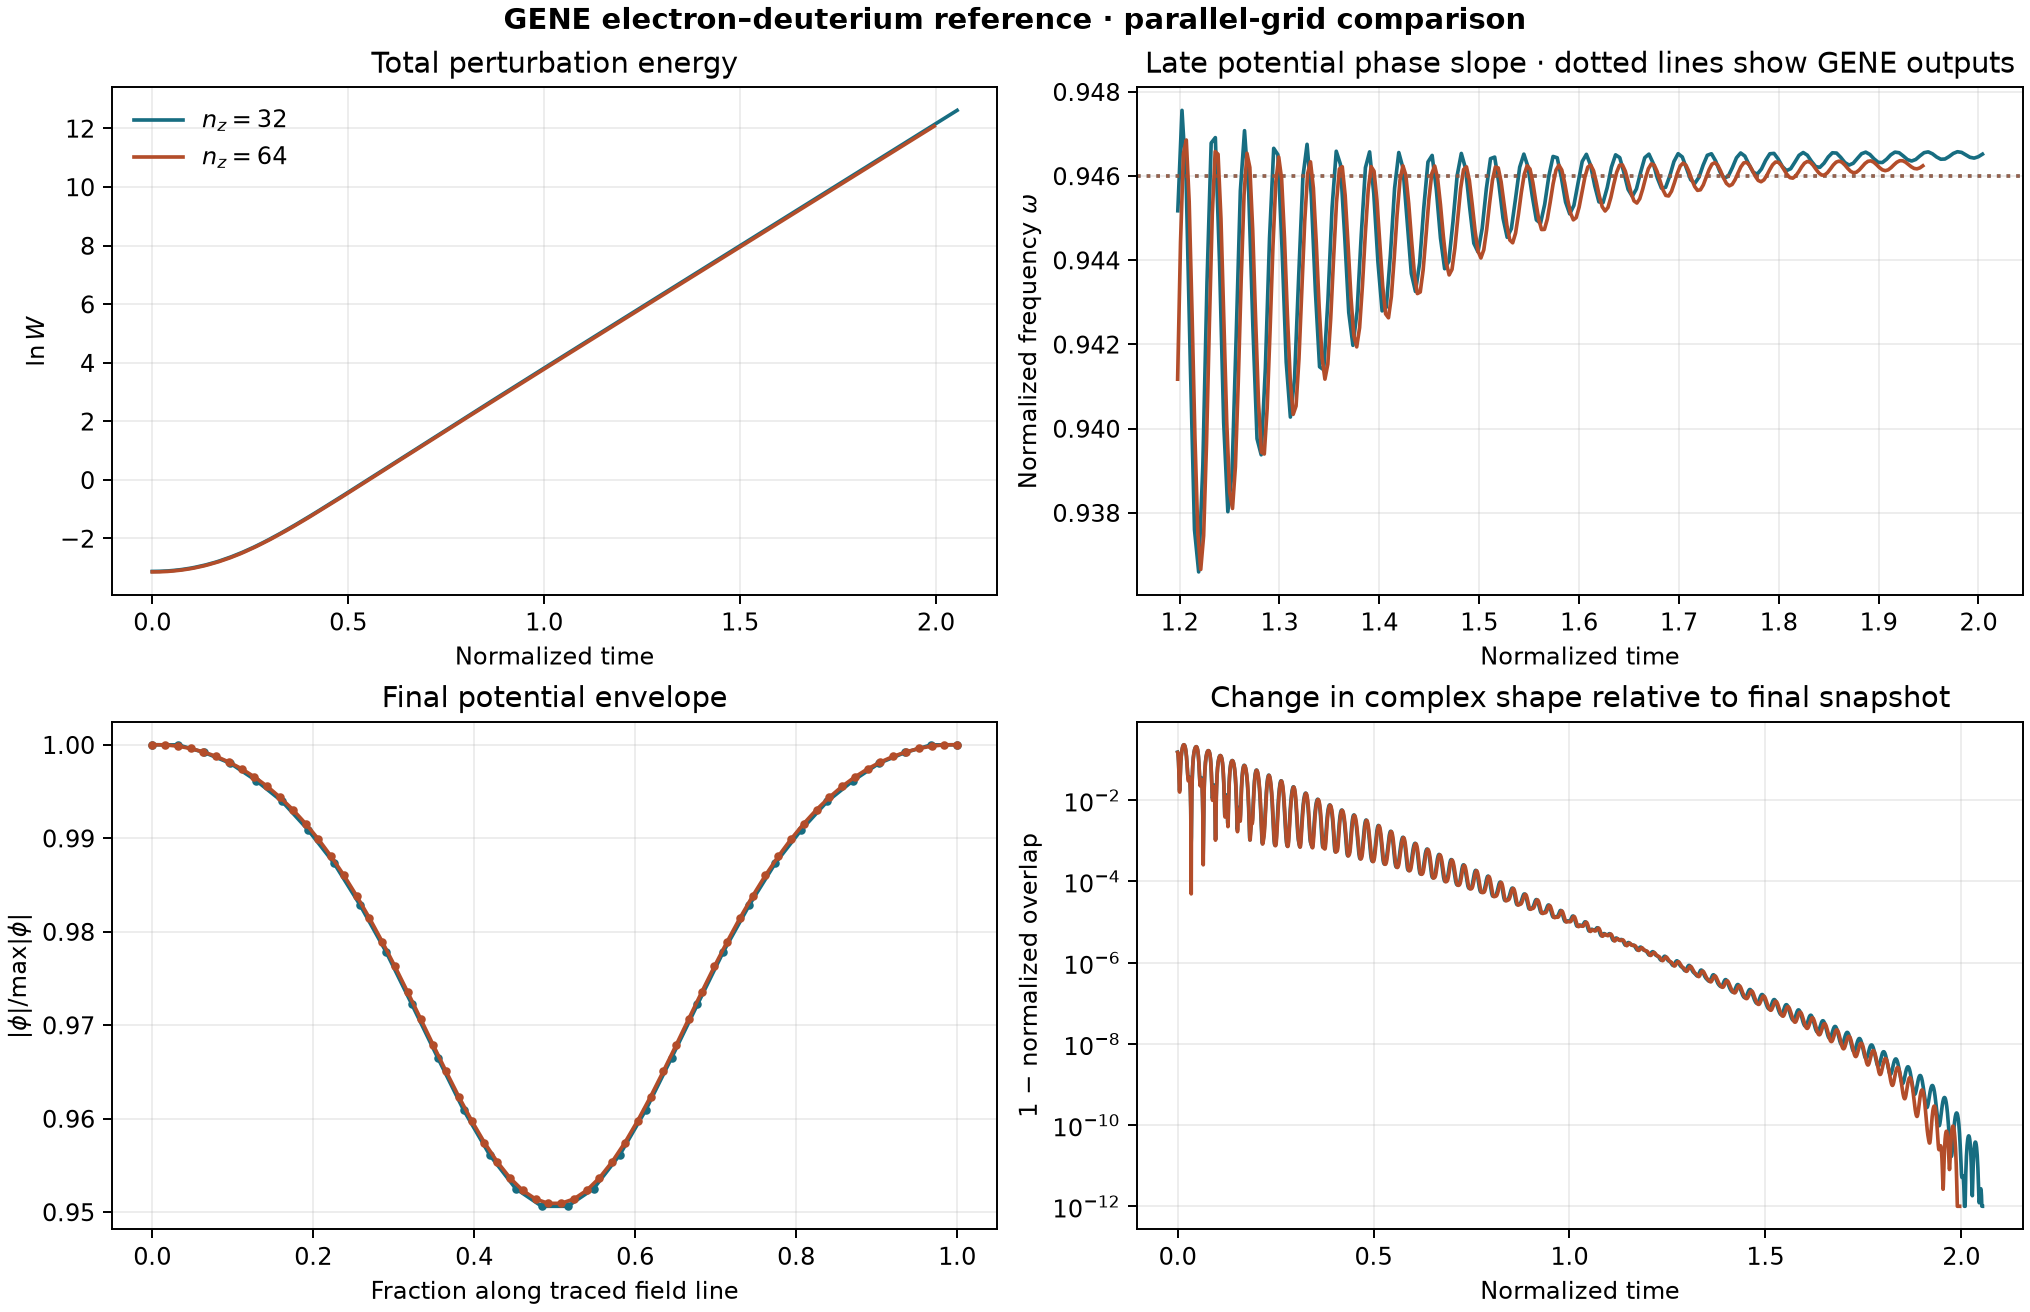 GENE electron–deuterium reference · parallel-grid comparison
Total perturbation energy
ln W
12
10
8
6
4
2
0
−2
n_z = 32
n_z = 64
0.0 0.5 1.0 1.5 2.0
Normalized time
Late potential phase slope · dotted lines show GENE outputs
Normalized frequency ω
0.948
0.946
0.944
0.942
0.940
0.938
1.2 1.3 1.4 1.5 1.6 1.7 1.8 1.9 2.0
Normalized time
Final potential envelope
|ϕ|/max|ϕ|
1.00
0.99
0.98
0.97
0.96
0.95
0.0 0.2 0.4 0.6 0.8 1.0
Fraction along traced field line
Change in complex shape relative to final snapshot
1 − normalized overlap
10⁻²
10⁻⁴
10⁻⁶
10⁻⁸
10⁻¹⁰
10⁻¹²
0.0 0.5 1.0 1.5 2.0
Normalized time